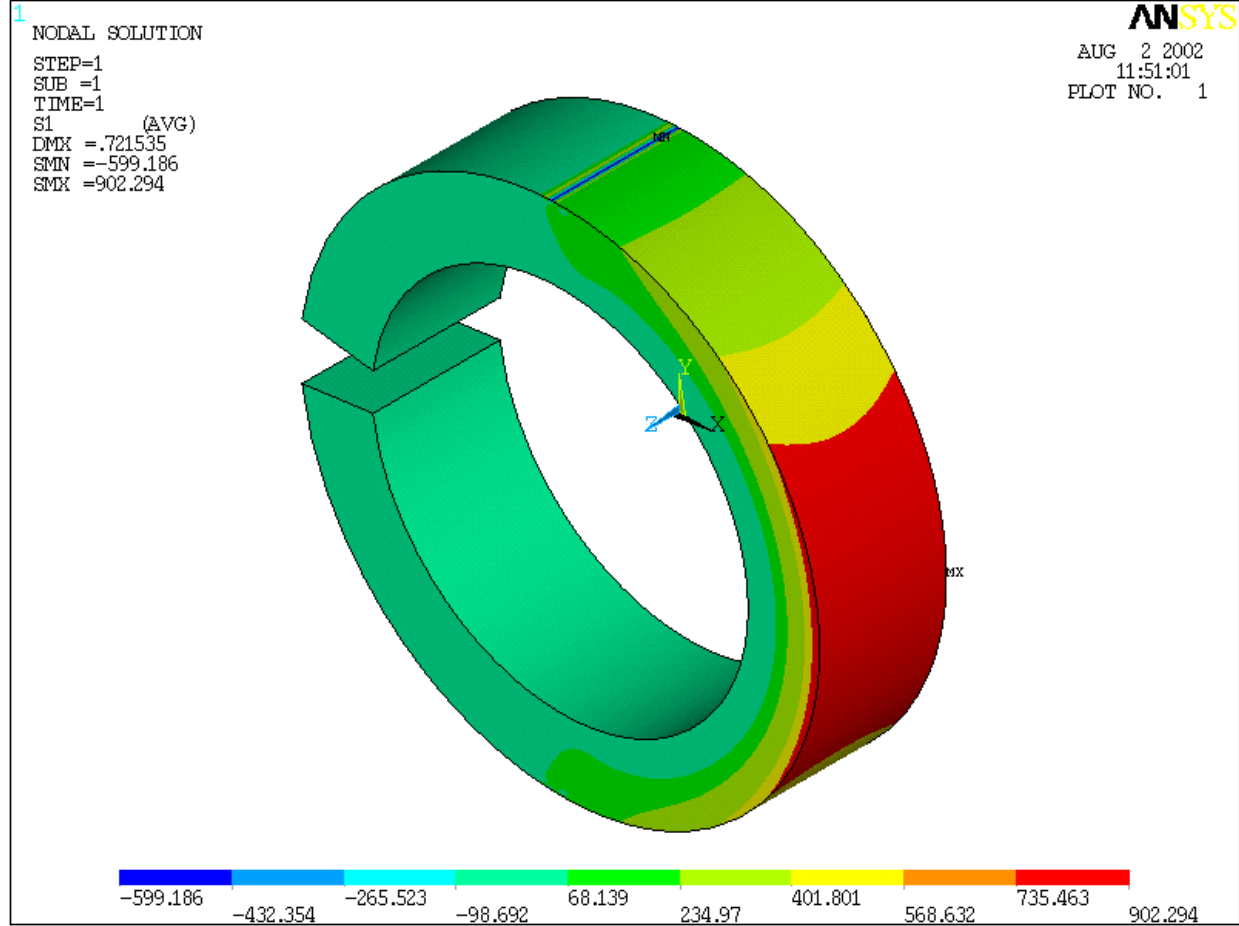 1
NODAL SOLUTION
STEP=1
SUB =1
TIME=1
S1 (AVG)
DMX =.721535
SMN =-599.186
SMX =902.294
ANSYS
AUG 2 2002
11:51:01
PLOT NO. 1
Y
Z X
MX
-599.186 -265.523 68.139 401.801 735.463
-432.354 -98.692 234.97 568.632 902.294